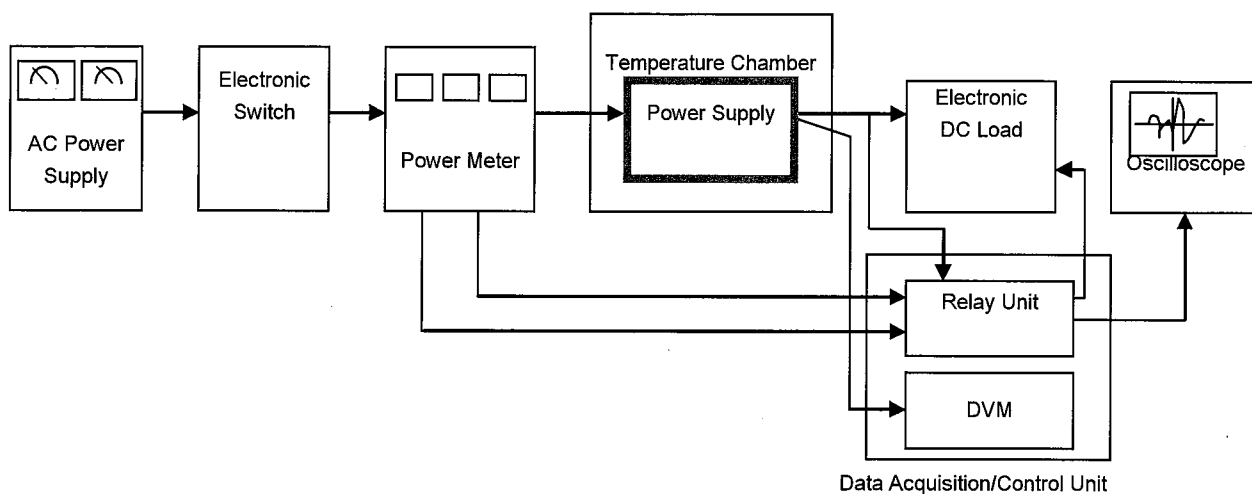 AC Power
Supply
Electronic
Switch
Power Meter
Temperature Chamber
Power Supply
Electronic
DC Load
Oscilloscope
Relay Unit
DVM
Data Acquisition/Control Unit